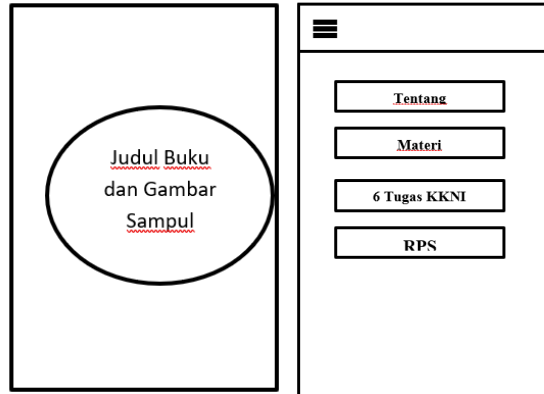 Judul Buku
dan Gambar
Sampul
Tentang
Materi
6 Tugas KKNI
RPS